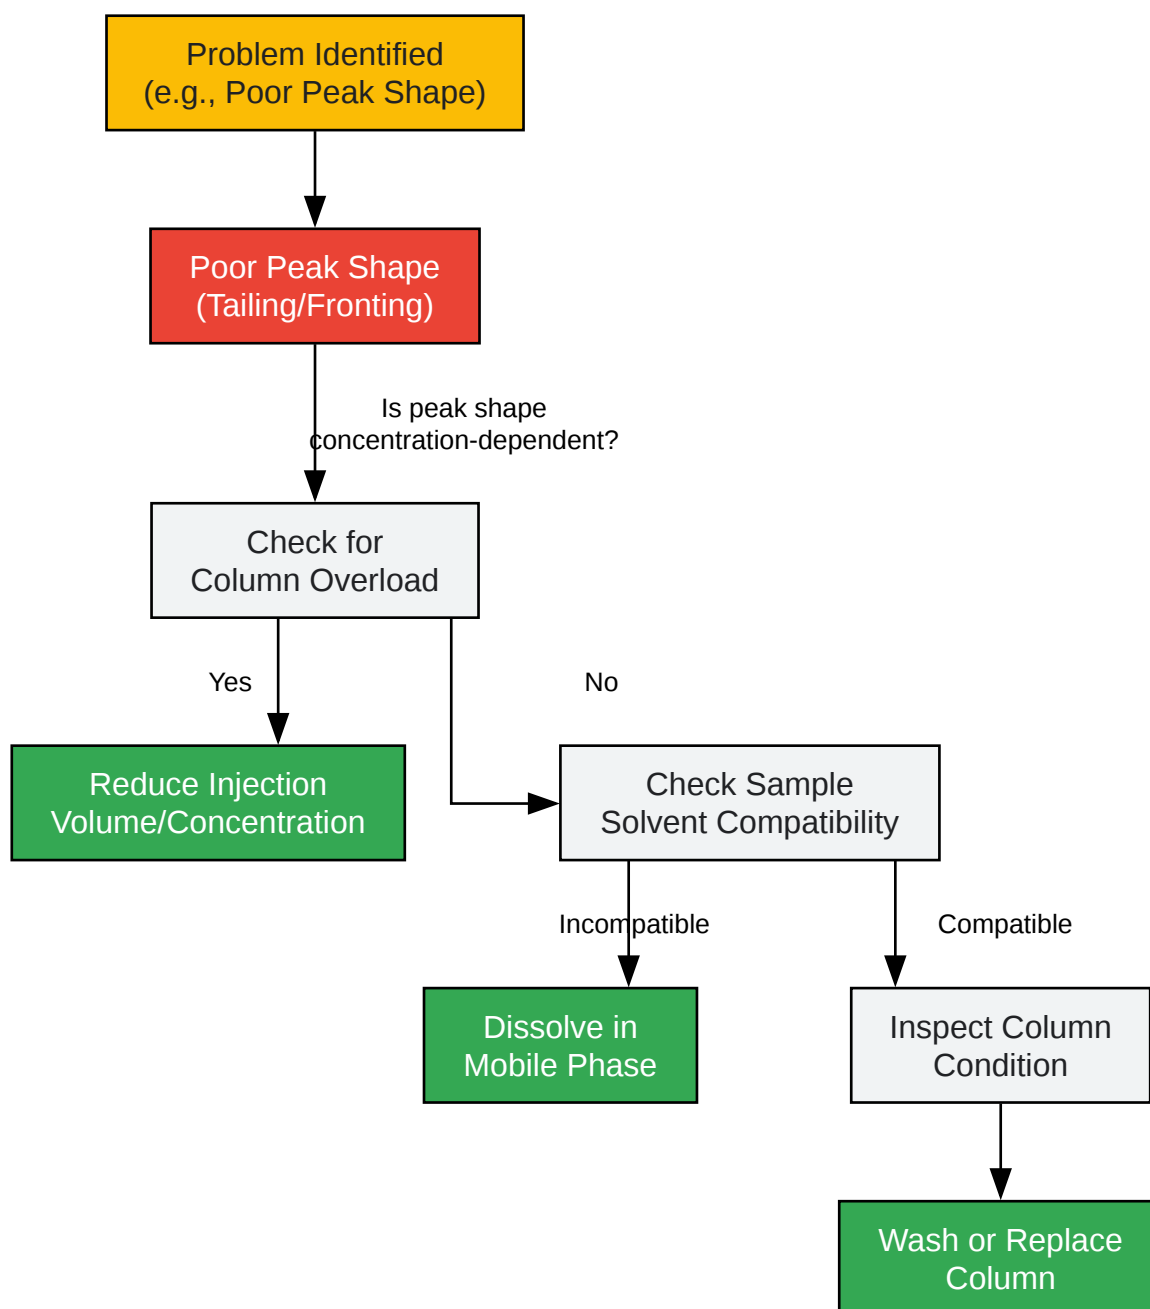 Problem Identified
(e.g., Poor Peak Shape)
Poor Peak Shape
(Tailing/Fronting)
Is peak shape
concentration-dependent?
Check for
Column Overload
Yes
No
Reduce Injection
Volume/Concentration
Check Sample
Solvent Compatibility
Incompatible
Compatible
Dissolve in
Mobile Phase
Inspect Column
Condition
Wash or Replace
Column